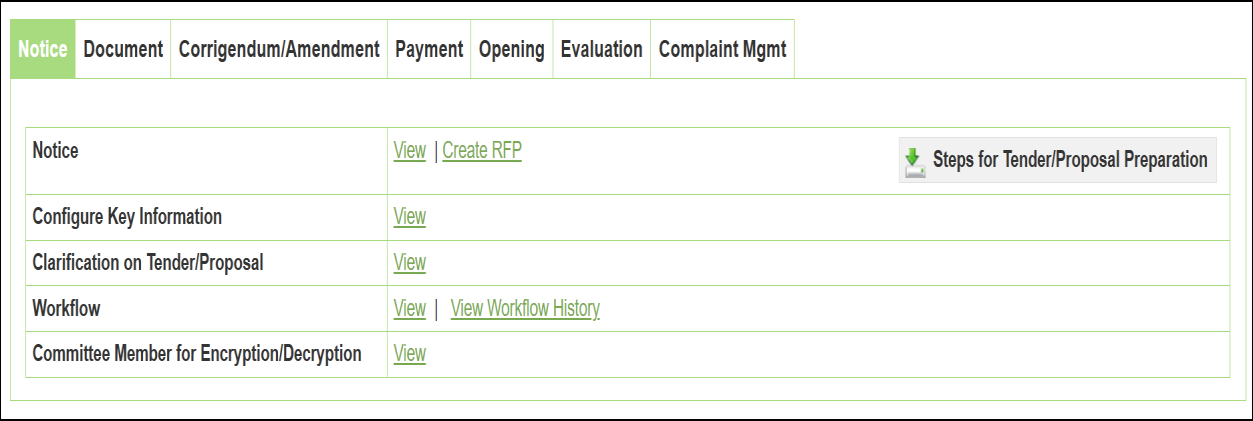 Notice Document Corrigendum/Amendment Payment Opening Evaluation Complaint Mgmt
Notice View | Create RFP Steps for Tender/Proposal Preparation
Configure Key Information View
Clarification on Tender/Proposal View
Workflow View | View Workflow History
Committee Member for Encryption/Decryption View